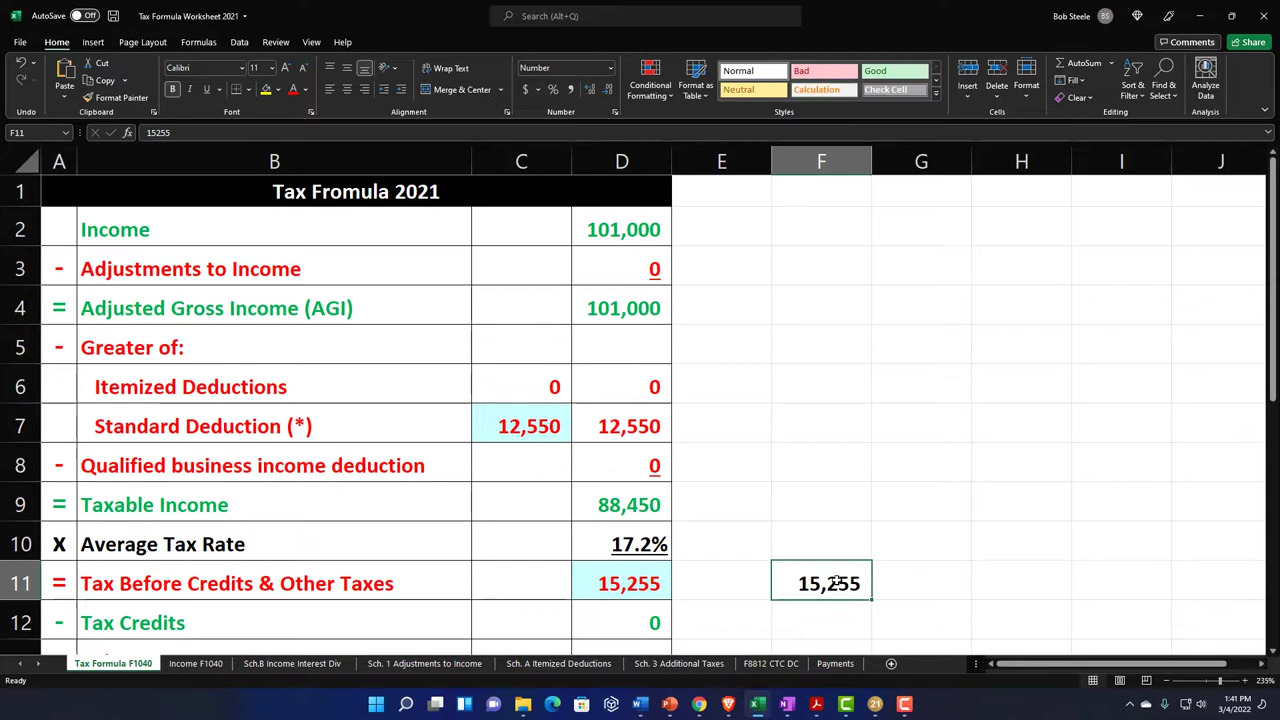 AutoSave Off Tax Formula Worksheet 2021 Search (Alt+Q) Bob Steele BS
File Home Insert Page Layout Formulas Data Review View Help Comments Share
Paste Cut Copy Format Painter Calibri 11 Wrap Text Number Conditional Formatting Format as Table Normal Bad Good Insert Delete Format AutoSum Sort & Filter Find & Select Analyze Data
B I U Merge & Center $ % Neutral Calculation Check Cell Fill Clear
Undo Clipboard Font Alignment Number Styles Cells Editing Analysis
F11 fx 15255
A B C D E F G H I J
1 Tax Fromula 2021
2 Income 101,000
3 - Adjustments to Income 0
4 = Adjusted Gross Income (AGI) 101,000
5 - Greater of:
6 Itemized Deductions 0 0
7 Standard Deduction (*) 12,550 12,550
8 - Qualified business income deduction 0
9 = Taxable Income 88,450
10 X Average Tax Rate 17.2%
11 = Tax Before Credits & Other Taxes 15,255 15,255
12 - Tax Credits 0
Tax Formula F1040 Income F1040 Sch.B Income Interest Div Sch. 1 Adjustments to Income Sch. A Itemized Deductions Sch. 3 Additional Taxes F8812 CTC DC Payments
Ready 235%
1:41 PM
3/4/2022